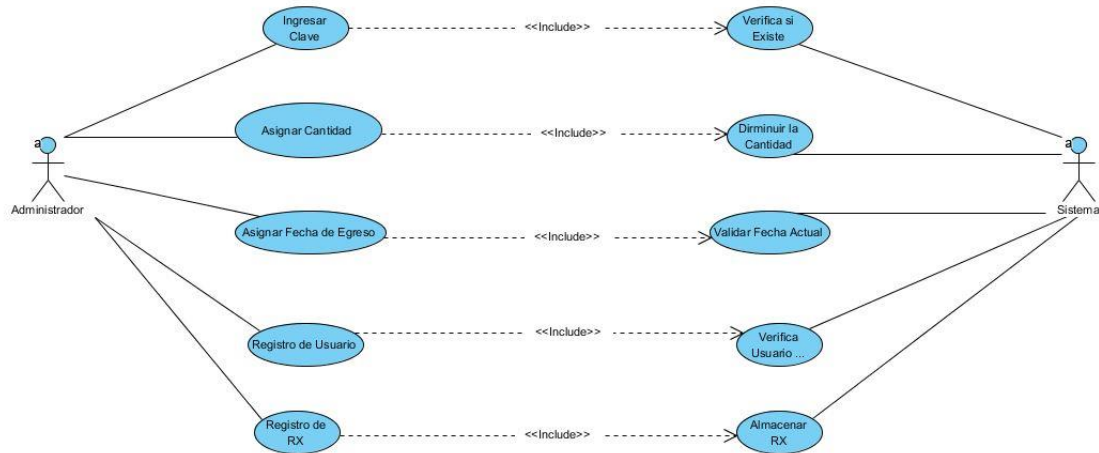 Ingresar
Clave
<<Include>>
Verifica si
Existe
Asignar Cantidad
<<Include>>
Dirminuir la
Cantidad
a
Administrador
a
Sistema
Asignar Fecha de Egreso
<<Include>>
Validar Fecha Actual
Registro de Usuario
<<Include>>
Verifica
Usuario ...
Registro de
RX
<<Include>>
Almacenar
RX